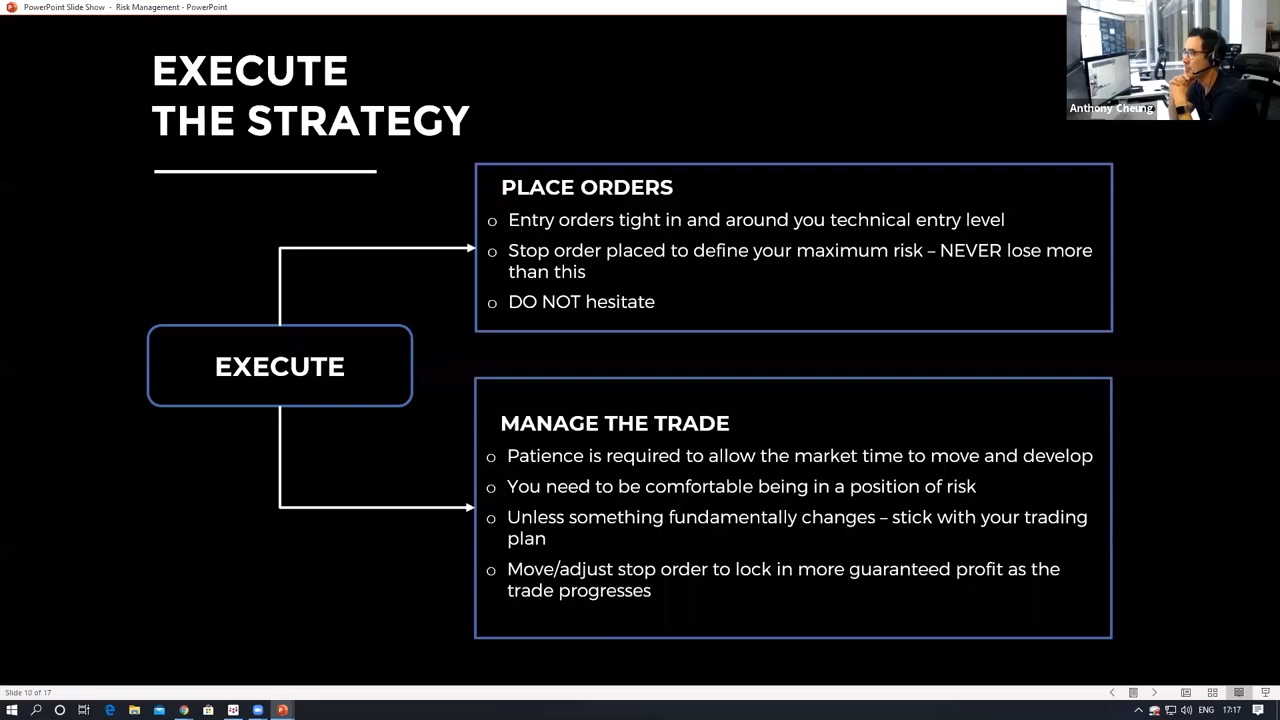 PowerPoint Slide Show - Risk Management - PowerPoint
Anthony Cheung
EXECUTE
THE STRATEGY
PLACE ORDERS
o Entry orders tight in and around you technical entry level
o Stop order placed to define your maximum risk – NEVER lose more
than this
o DO NOT hesitate
EXECUTE
MANAGE THE TRADE
o Patience is required to allow the market time to move and develop
o You need to be comfortable being in a position of risk
o Unless something fundamentally changes – stick with your trading
plan
o Move/adjust stop order to lock in more guaranteed profit as the
trade progresses
Slide 10 of 17
ENG
17:17